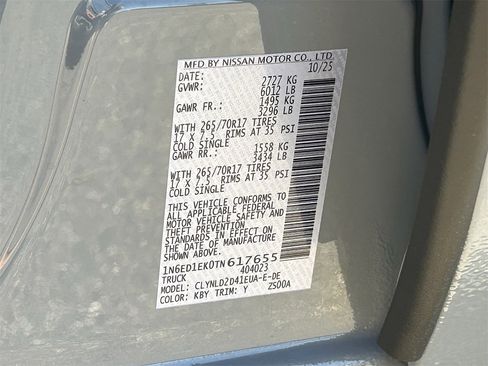 MFD BY NISSAN MOTOR CO., LTD
DATE: 10/25
GVWR: 2727 KG
6012 LB
GAWR FR.: 1495 KG
3296 LB
WITH 265/70R17 TIRES
17 X 7.5 RIMS AT 35 PSI
COLD SINGLE
GAWR RR.: 1558 KG
3434 LB
WITH 265/70R17 TIRES
17 X 7.5 RIMS AT 35 PSI
COLD SINGLE
THIS VEHICLE CONFORMS TO
ALL APPLICABLE FEDERAL
MOTOR VEHICLE SAFETY AND
THEFT PREVENTION
STANDARDS IN EFFECT ON
THE DATE OF MANUFACTURE
SHOWN ABOVE.
1N6ED1EK0TN617655
TRUCK 404023
MODEL: CLYNLD2D41EUA-E-DE
COLOR: KBY TRIM: Y ZS00A